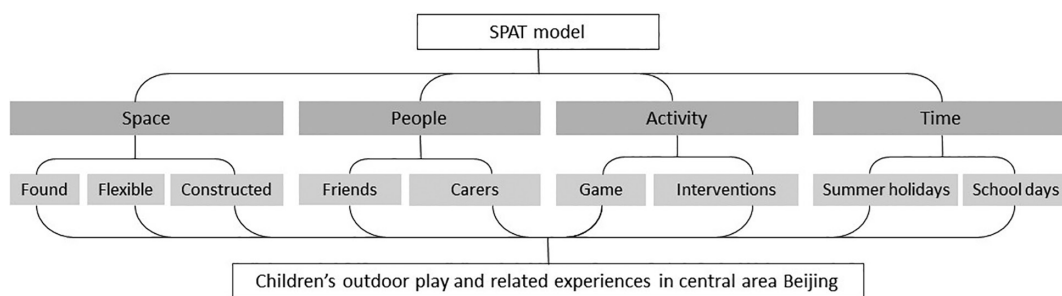 SPAT model
Space People Activity Time
Found Flexible Constructed Friends Carers Game Interventions Summer holidays School days
Children's outdoor play and related experiences in central area Beijing